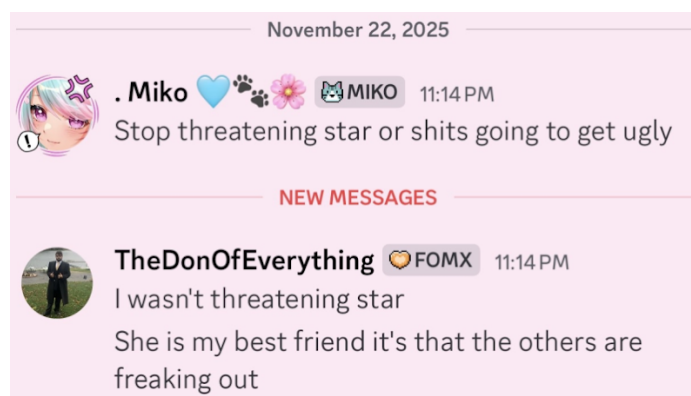 November 22, 2025
. Miko 🩵🐾🌸 MIKO 11:14 PM
Stop threatening star or shits going to get ugly
NEW MESSAGES
TheDonOfEverything FOMX 11:14 PM
I wasn't threatening star
She is my best friend it's that the others are
freaking out